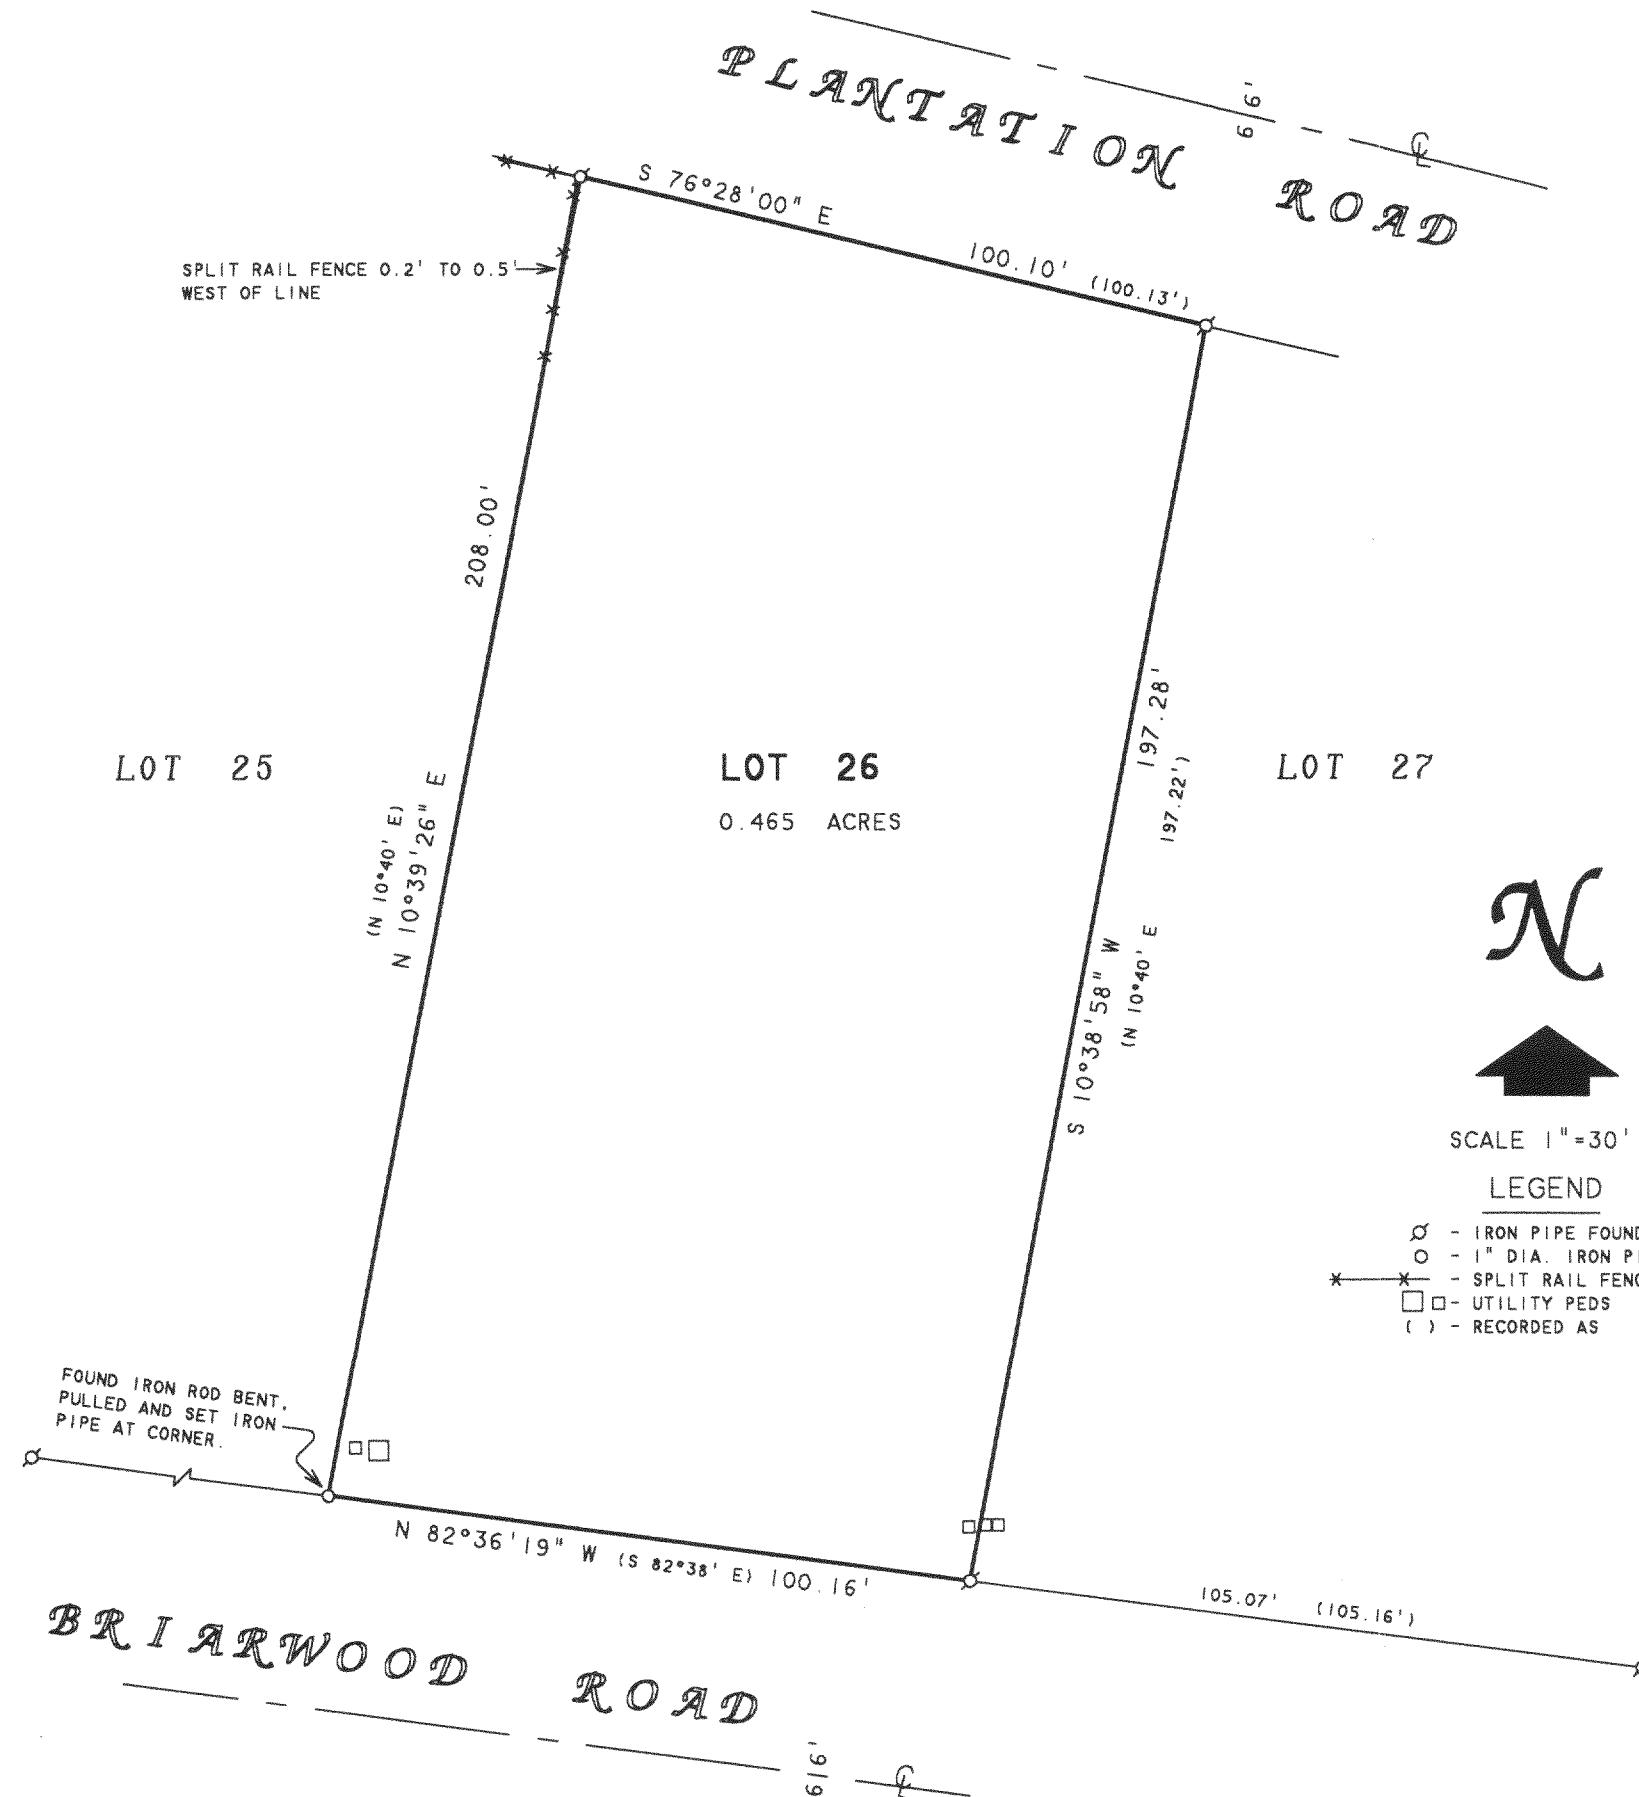 PLANTATION ROAD
66'
℄
S 76°28'00" E
100.10' (100.13')
SPLIT RAIL FENCE 0.2' TO 0.5'
WEST OF LINE
208.00'
(N 10°40' E)
N 10°39'26" E
LOT 25
LOT 26
0.465 ACRES
197.28'
197.22')
LOT 27
S 10°38'58" W
(N 10°40' E
N
SCALE 1"=30'
LEGEND
- IRON PIPE FOUND
- 1" DIA. IRON PI
- SPLIT RAIL FENC
- UTILITY PEDS
( ) - RECORDED AS
FOUND IRON ROD BENT,
PULLED AND SET IRON
PIPE AT CORNER.
N 82°36'19" W (S 82°38' E) 100.16'
105.07' (105.16')
BRIARWOOD ROAD
66'
℄